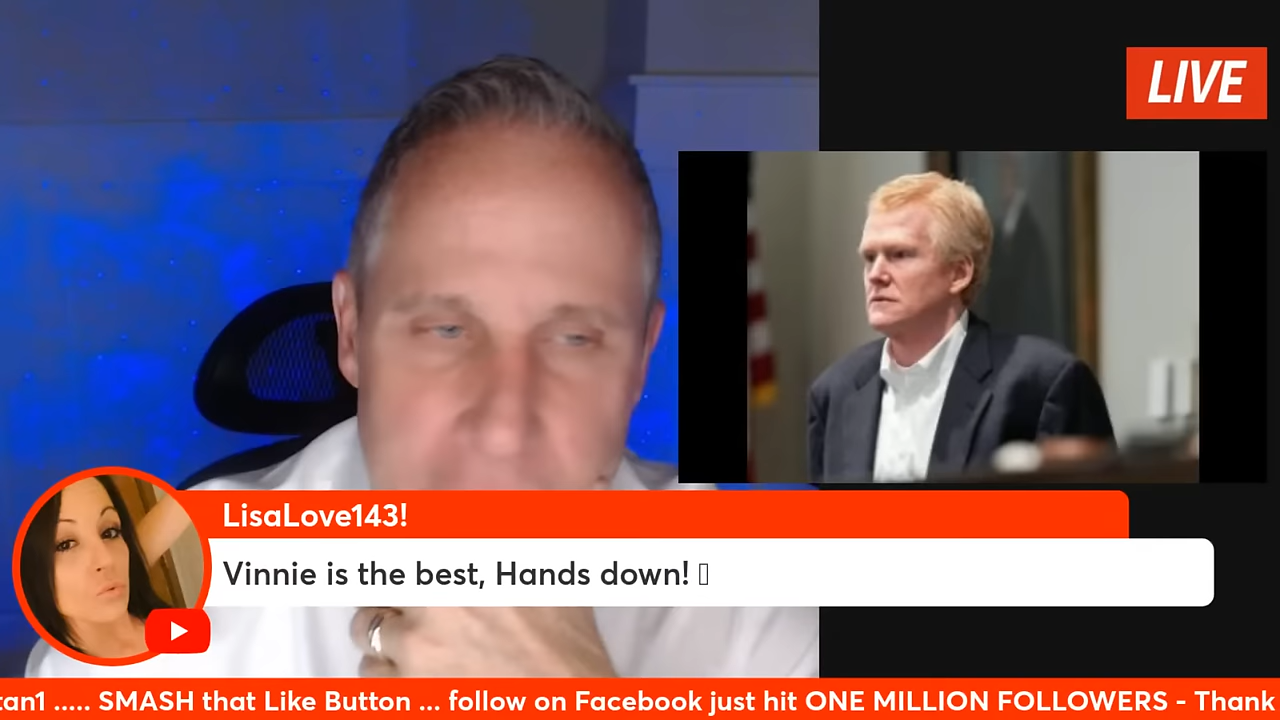 LIVE
LisaLove143!
Vinnie is the best, Hands down!
tan1 ..... SMASH that Like Button ... follow on Facebook just hit ONE MILLION FOLLOWERS - Thank